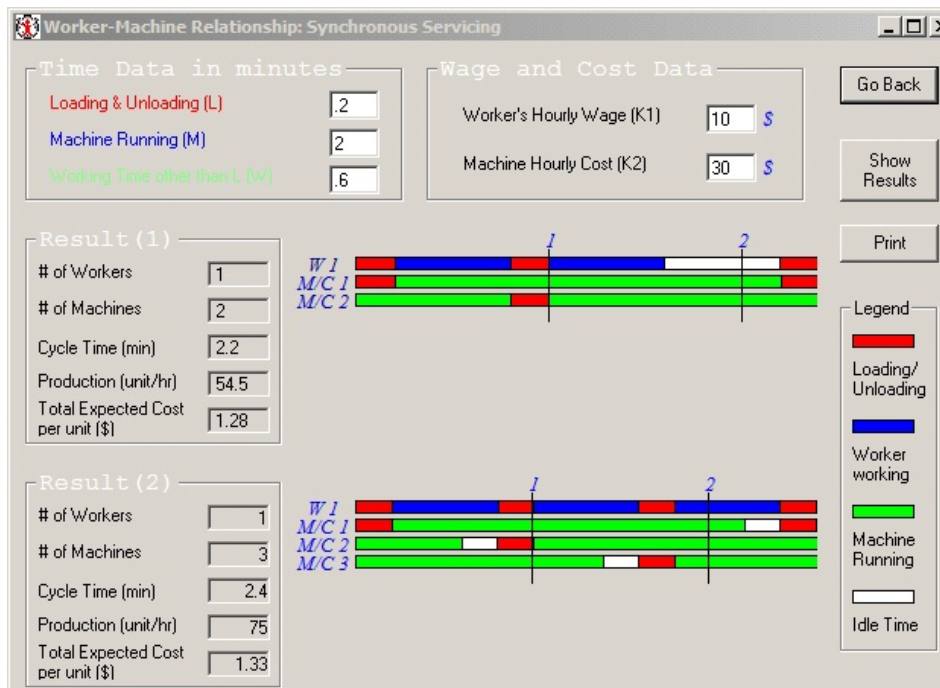 Worker-Machine Relationship: Synchronous Servicing
Time Data in minutes
Loading & Unloading (L)
.2
Machine Running (M)
2
Working Time other than L (W)
.6
Wage and Cost Data
Worker's Hourly Wage (K1)
10 $
Machine Hourly Cost (K2)
30 $
Go Back
Show
Results
Print
Result(1)
# of Workers
1
# of Machines
2
Cycle Time (min)
2.2
Production (unit/hr)
54.5
Total Expected Cost
per unit ($)
1.28
1 2
W 1
M/C 1
M/C 2
Legend
Loading/
Unloading
Worker
working
Machine
Running
Idle Time
Result(2)
# of Workers
1
# of Machines
3
Cycle Time (min)
2.4
Production (unit/hr)
75
Total Expected Cost
per unit ($)
1.33
1 2
W 1
M/C 1
M/C 2
M/C 3